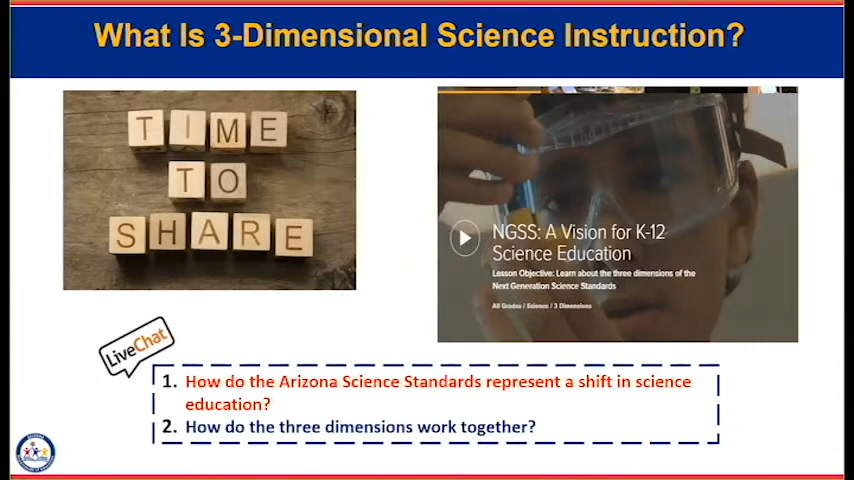 What Is 3-Dimensional Science Instruction?
TIME
TO
SHARE
NGSS: A Vision for K-12
Science Education
Lesson Objective: Learn about the three dimensions of the
Next Generation Science Standards
All Grades / Science / 3 Dimensions
LiveChat
1. How do the Arizona Science Standards represent a shift in science
education?
2. How do the three dimensions work together?